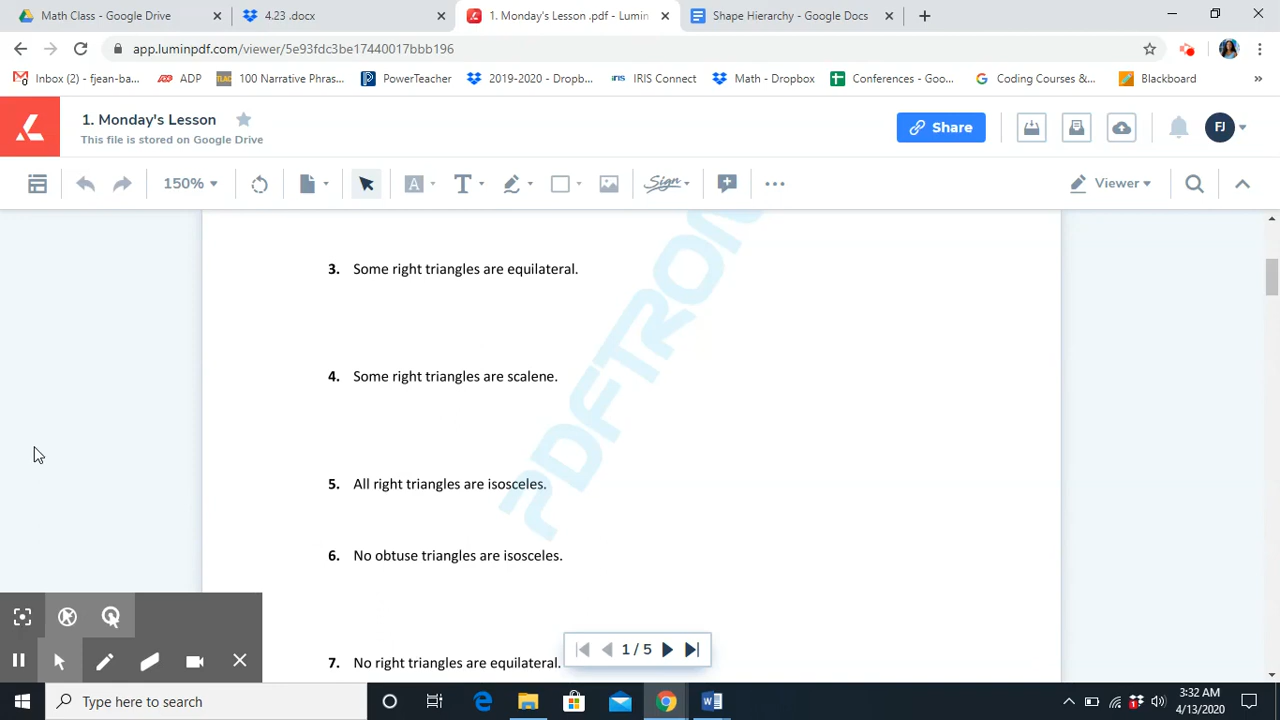 Math Class - Google Drive
4.23 .docx
1. Monday's Lesson .pdf - Lumin
Shape Hierarchy - Google Docs
app.luminpdf.com/viewer/5e93fdc3be17440017bbb196
Inbox (2) - fjean-ba...
ADP
100 Narrative Phras...
PowerTeacher
2019-2020 - Dropb...
iris IRIS Connect
Math - Dropbox
Conferences - Goo...
Coding Courses &...
Blackboard
»
1. Monday's Lesson
This file is stored on Google Drive
Share
FJ
150%
A
T
Sign
Viewer
PDFTRON
3. Some right triangles are equilateral.
4. Some right triangles are scalene.
5. All right triangles are isosceles.
6. No obtuse triangles are isosceles.
7. No right triangles are equilateral.
1 / 5
Type here to search
3:32 AM
4/13/2020